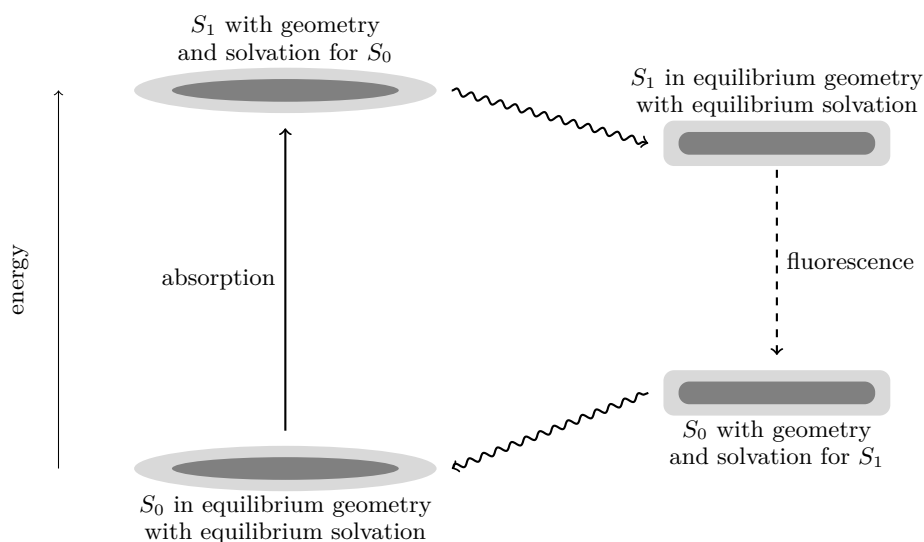 S₁ with geometry
and solvation for S₀
S₁ in equilibrium geometry
with equilibrium solvation
energy
absorption
fluorescence
S₀ with geometry
and solvation for S₁
S₀ in equilibrium geometry
with equilibrium solvation